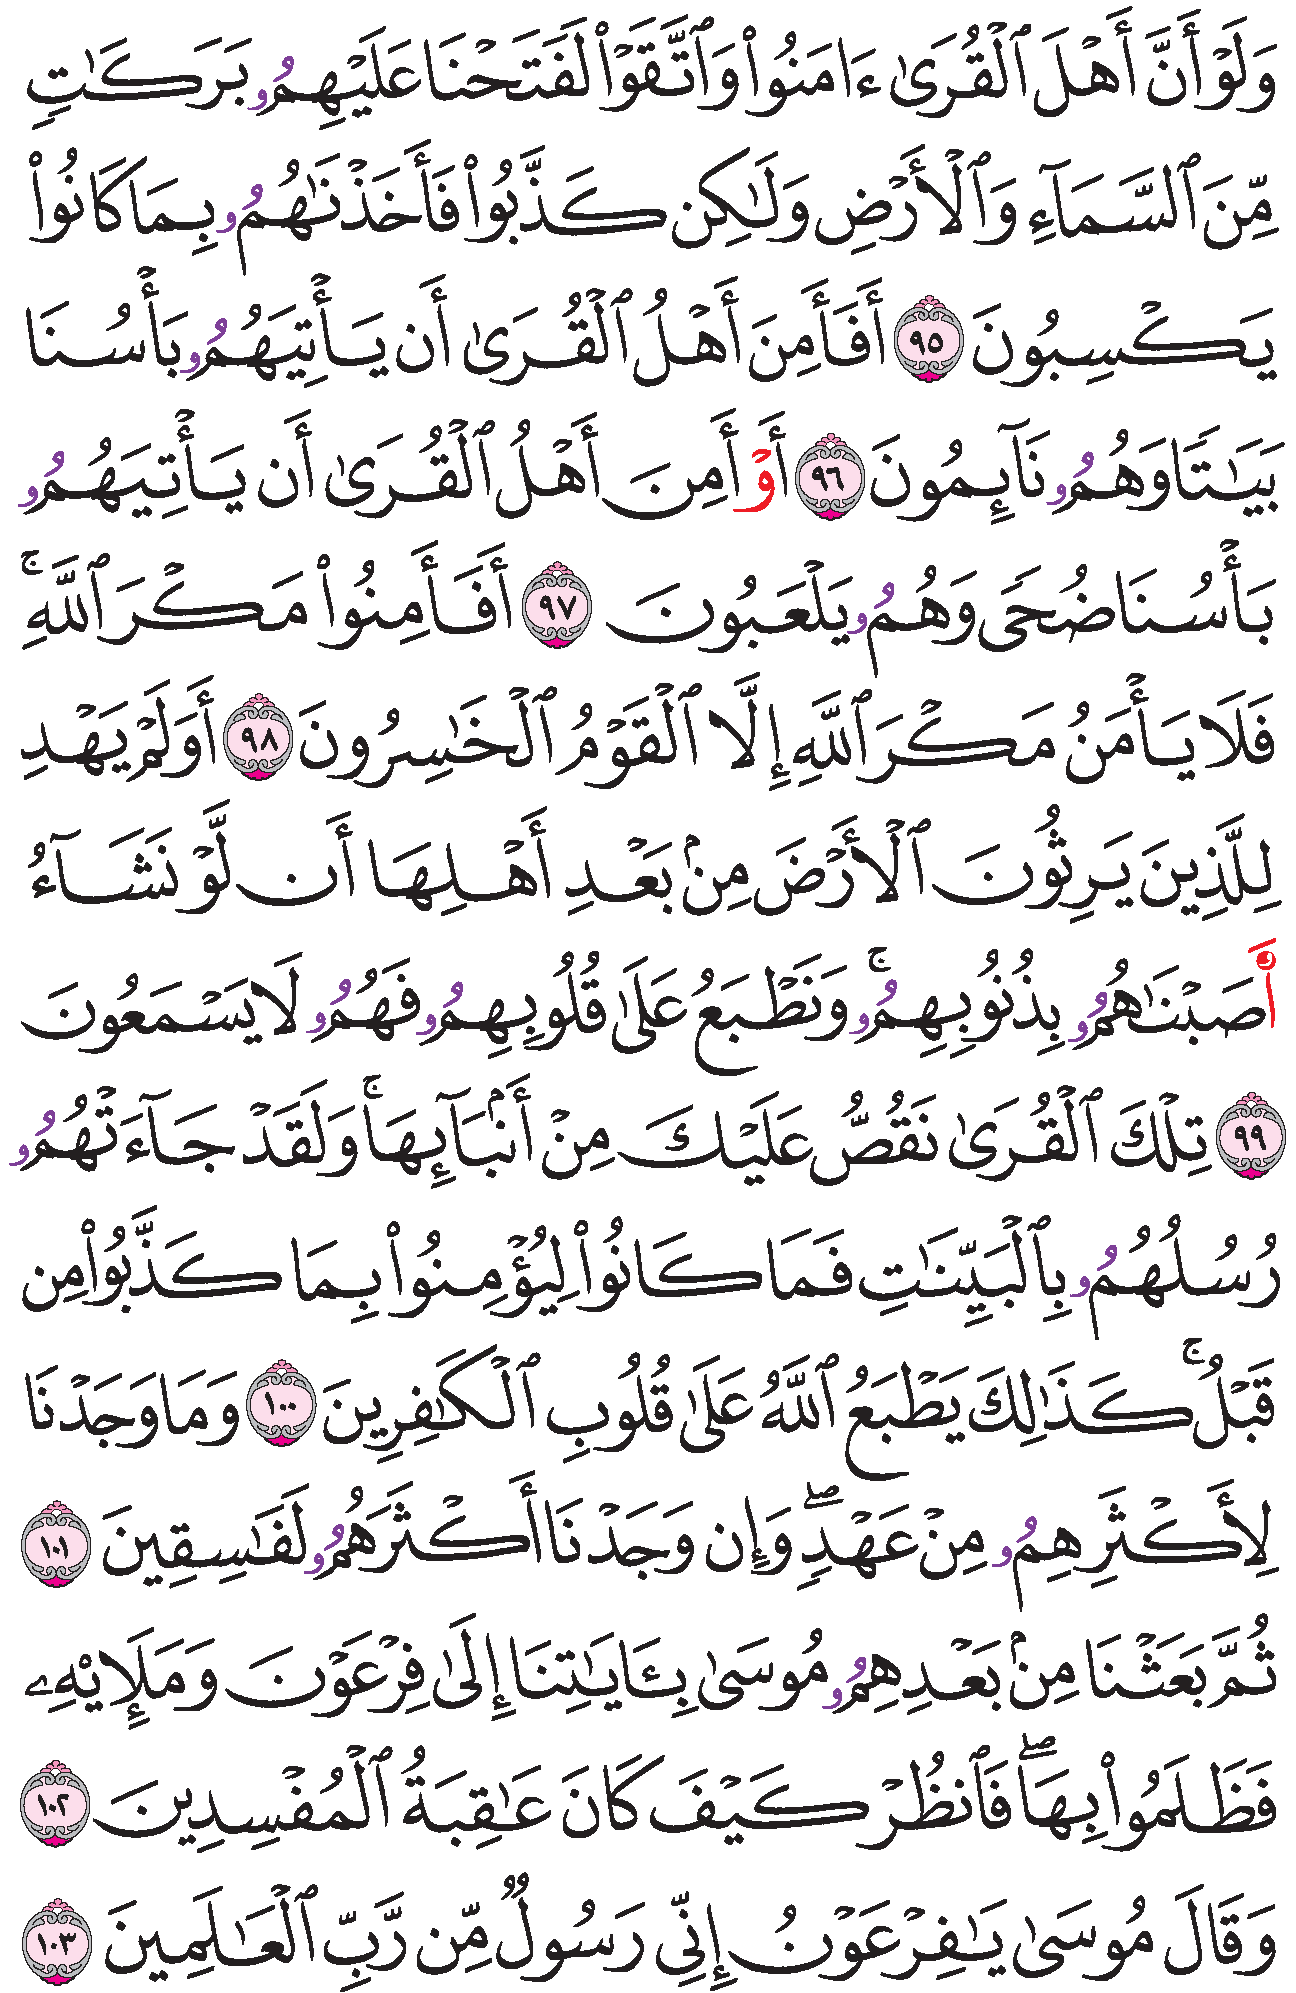 وَلَوۡ أَنَّ أَهۡلَ ٱلۡقُرَىٰ ءَامَنُواْ وَٱتَّقَوۡاْ لَفَتَحۡنَا عَلَيۡهِمُۥ بَرَكَٰتٖ
مِّنَ ٱلسَّمَآءِ وَٱلۡأَرۡضِ وَلَٰكِن كَذَّبُواْ فَأَخَذۡنَٰهُمُۥ بِمَا كَانُواْ
يَكۡسِبُونَ ٩٥ أَفَأَمِنَ أَهۡلُ ٱلۡقُرَىٰ أَن يَأۡتِيَهُمُۥ بَأۡسُنَا
بَيَٰتٗا وَهُمُۥ نَآئِمُونَ ٩٦ أَوۡ أَمِنَ أَهۡلُ ٱلۡقُرَىٰ أَن يَأۡتِيَهُمُۥ
بَأۡسُنَا ضُحٗى وَهُمُۥ يَلۡعَبُونَ ٩٧ أَفَأَمِنُواْ مَكۡرَ ٱللَّهِۚ
فَلَا يَأۡمَنُ مَكۡرَ ٱللَّهِ إِلَّا ٱلۡقَوۡمُ ٱلۡخَٰسِرُونَ ٩٨ أَوَلَمۡ يَهۡدِ
لِلَّذِينَ يَرِثُونَ ٱلۡأَرۡضَ مِنۢ بَعۡدِ أَهۡلِهَا أَن لَّوۡ نَشَآءُ
أَصَبۡنَٰهُمُۥ بِذُنُوبِهِمُۥۚ وَنَطۡبَعُ عَلَىٰ قُلُوبِهِمُۥ فَهُمُۥ لَا يَسۡمَعُونَ
٩٩ تِلۡكَ ٱلۡقُرَىٰ نَقُصُّ عَلَيۡكَ مِنۡ أَنۢبَآئِهَاۚ وَلَقَدۡ جَآءَتۡهُمُۥ
رُسُلُهُمُۥ بِٱلۡبَيِّنَٰتِ فَمَا كَانُواْ لِيُؤۡمِنُواْ بِمَا كَذَّبُواْ مِن
قَبۡلُۚ كَذَٰلِكَ يَطۡبَعُ ٱللَّهُ عَلَىٰ قُلُوبِ ٱلۡكَٰفِرِينَ ١٠٠ وَمَا وَجَدۡنَا
لِأَكۡثَرِهِمُۥ مِنۡ عَهۡدٖۖ وَإِن وَجَدۡنَا أَكۡثَرَهُمُۥ لَفَٰسِقِينَ ١٠١
ثُمَّ بَعَثۡنَا مِنۢ بَعۡدِهِمُۥ مُوسَىٰ بِـَٔايَٰتِنَا إِلَىٰ فِرۡعَوۡنَ وَمَلَإِيْهِۦ
فَظَلَمُواْ بِهَاۖ فَٱنظُرۡ كَيۡفَ كَانَ عَٰقِبَةُ ٱلۡمُفۡسِدِينَ ١٠٢
وَقَالَ مُوسَىٰ يَٰفِرۡعَوۡنُ إِنِّي رَسُولٞ مِّن رَّبِّ ٱلۡعَٰلَمِينَ ١٠٣